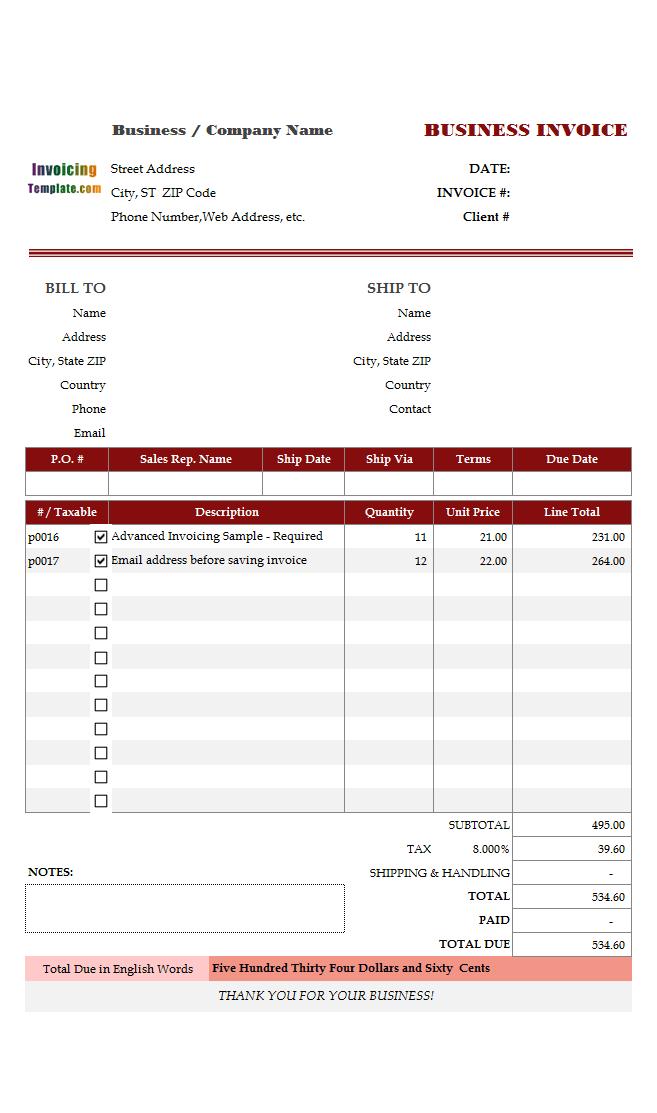 Business / Company Name BUSINESS INVOICE
Invoicing
Template.com
Street Address DATE:
City, ST  ZIP Code INVOICE #:
Phone Number,Web Address, etc. Client #
BILL TO SHIP TO
Name Name
Address Address
City, State ZIP City, State ZIP
Country Country
Phone Contact
Email
P.O. # Sales Rep. Name Ship Date Ship Via Terms Due Date
# / Taxable Description Quantity Unit Price Line Total
p0016 Advanced Invoicing Sample - Required 11 21.00 231.00
p0017 Email address before saving invoice 12 22.00 264.00
SUBTOTAL 495.00
TAX 8.000% 39.60
NOTES: SHIPPING & HANDLING -
TOTAL 534.60
PAID -
TOTAL DUE 534.60
Total Due in English Words Five Hundred Thirty Four Dollars and Sixty  Cents
THANK YOU FOR YOUR BUSINESS!